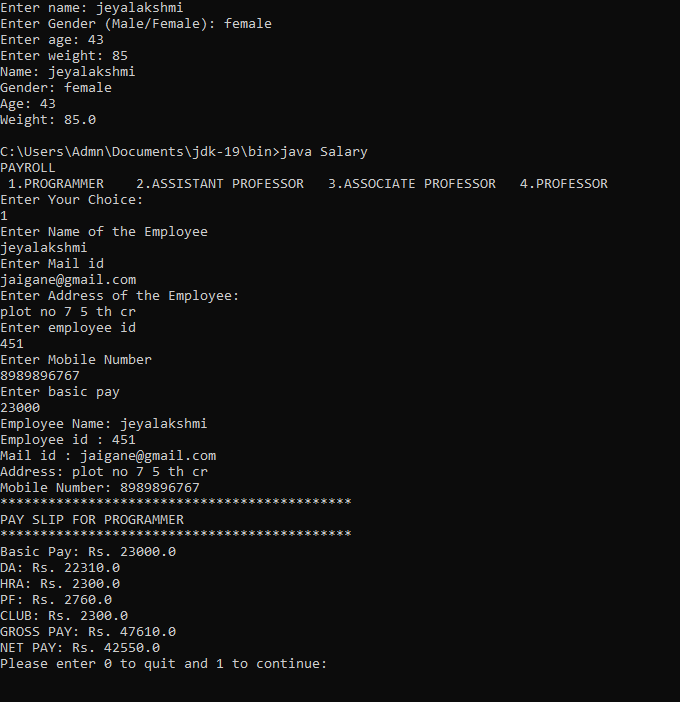 Enter name: jeyalakshmi
Enter Gender (Male/Female): female
Enter age: 43
Enter weight: 85
Name: jeyalakshmi
Gender: female
Age: 43
Weight: 85.0
C:\Users\Admn\Documents\jdk-19\bin>java Salary
PAYROLL
1.PROGRAMMER 2.ASSISTANT PROFESSOR 3.ASSOCIATE PROFESSOR 4.PROFESSOR
Enter Your Choice:
1
Enter Name of the Employee
jeyalakshmi
Enter Mail id
jaigane@gmail.com
Enter Address of the Employee:
plot no 7 5 th cr
Enter employee id
451
Enter Mobile Number
8989896767
Enter basic pay
23000
Employee Name: jeyalakshmi
Employee id : 451
Mail id : jaigane@gmail.com
Address: plot no 7 5 th cr
Mobile Number: 8989896767
********************************************
PAY SLIP FOR PROGRAMMER
********************************************
Basic Pay: Rs. 23000.0
DA: Rs. 22310.0
HRA: Rs. 2300.0
PF: Rs. 2760.0
CLUB: Rs. 2300.0
GROSS PAY: Rs. 47610.0
NET PAY: Rs. 42550.0
Please enter 0 to quit and 1 to continue: